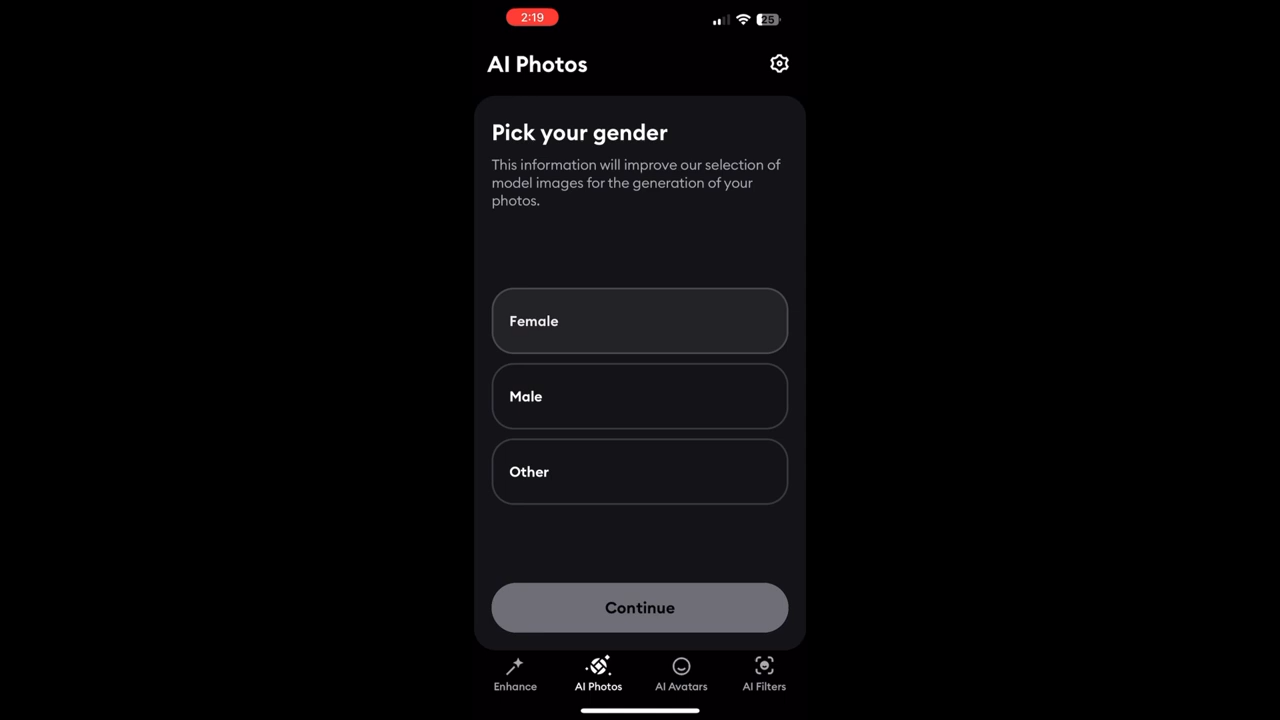 2:19
25
AI Photos
Pick your gender
This information will improve our selection of
model images for the generation of your
photos.
Female
Male
Other
Continue
Enhance
AI Photos
AI Avatars
AI Filters